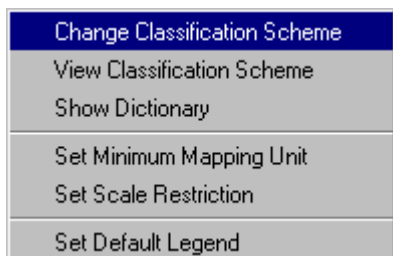 Change Classification Scheme
View Classification Scheme
Show Dictionary
Set Minimum Mapping Unit
Set Scale Restriction
Set Default Legend